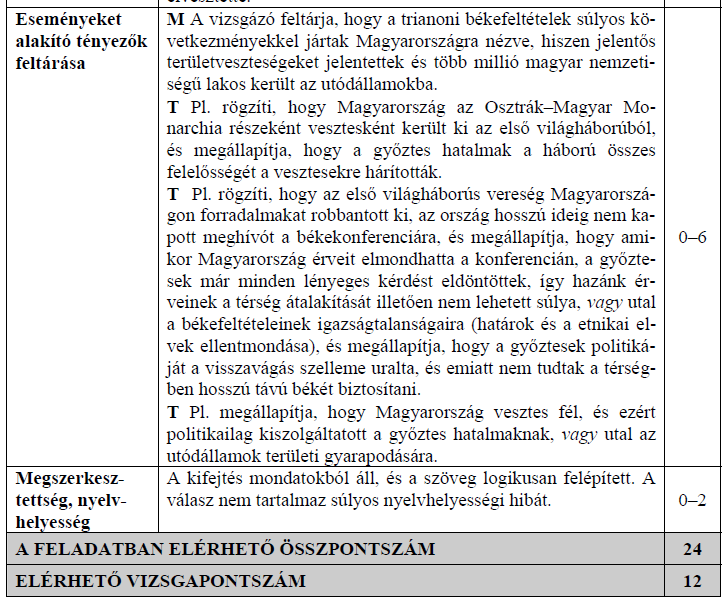 Eseményeket
alakító tényezők
feltárása
M A vizsgázó feltárja, hogy a trianoni békefeltételek súlyos kö-
vetkezményekkel jártak Magyarországra nézve, hiszen jelentős
területveszteségeket jelentettek és több millió magyar nemzeti-
ségű lakos került az utódállamokba.
T Pl. rögzíti, hogy Magyarország az Osztrák–Magyar Mo-
narchia részeként vesztesként került ki az első világháborúból,
és megállapítja, hogy a győztes hatalmak a háború összes
felelősségét a vesztesekre hárították.
T Pl. rögzíti, hogy az első világháborús vereség Magyarorszá-
gon forradalmakat robbantott ki, az ország hosszú ideig nem ka-
pott meghívót a békekonferenciára, és megállapítja, hogy ami-
kor Magyarország érveit elmondhatta a konferencián, a győzte-
sek már minden lényeges kérdést eldöntöttek, így hazánk ér-
veinek a térség átalakítását illetően nem lehetett súlya, vagy utal
a békefeltételeinek igazságtalanságaira (határok és a etnikai el-
vek ellentmondása), és megállapítja, hogy a győztesek politiká-
ját a visszavágás szelleme uralta, és emiatt nem tudtak a térség-
ben hosszú távú békét biztosítani.
T Pl. megállapítja, hogy Magyarország vesztes fél, és ezért
politikailag kiszolgáltatott a győztes hatalmaknak, vagy utal az
utódállamok területi gyarapodására.
0–6
Megszerkesz-
tettség, nyelv-
helyesség
A kifejtés mondatokból áll, és a szöveg logikusan felépített. A
válasz nem tartalmaz súlyos nyelvhelyességi hibát.
0–2
A FELADATBAN ELÉRHETŐ ÖSSZPONTSZÁM 24
ELÉRHETŐ VIZSGAPONTSZÁM 12